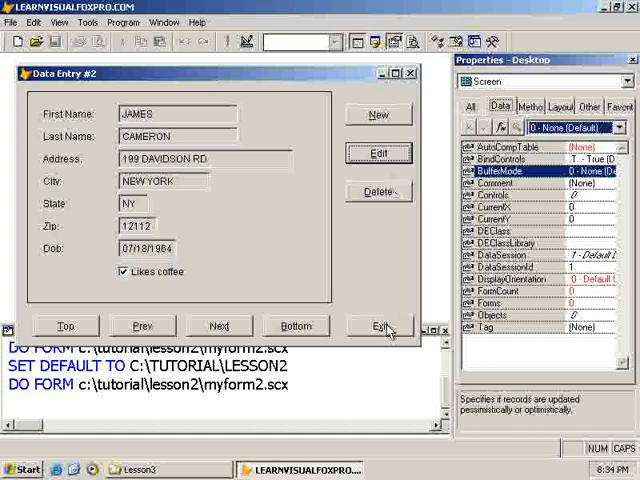 LEARNVISUALFOXPRO.COM
File Edit View Tools Program Window Help
Data Entry #2
First Name: JAMES
Last Name: CAMERON
Address. 199 DAVIDSON RD
City: NEW YORK
State: NY
Zip: 12112
Dob: 07/18/1964
Likes coffee
New
Edit
Delete
Top Prev Next Bottom Exit
DO FORM c:\tutorial\lesson2\myform2.scx
SET DEFAULT TO C:\TUTORIAL\LESSON2
DO FORM c:\tutorial\lesson2\myform2.scx
Properties - Desktop
Screen
All Data Metho Layout Other Favorit
0 - None (Default)
AutoCompTable (None)
BindControls .T. - True (D
BufferMode 0 - None (De
Comment (None)
Controls 0
CurrentX 0
CurrentY 0
DEClass
DEClassLibrary
DataSession 1 - Default D
DataSessionId 1
DisplayOrientation 0 - Default L
FormCount 0
Forms 0
Objects 0
Tag (None)
Specifies if records are updated
pessimistically or optimistically,
NUM CAPS
Start Lesson3 LEARNVISUALFOXPRO.... 8:34 PM